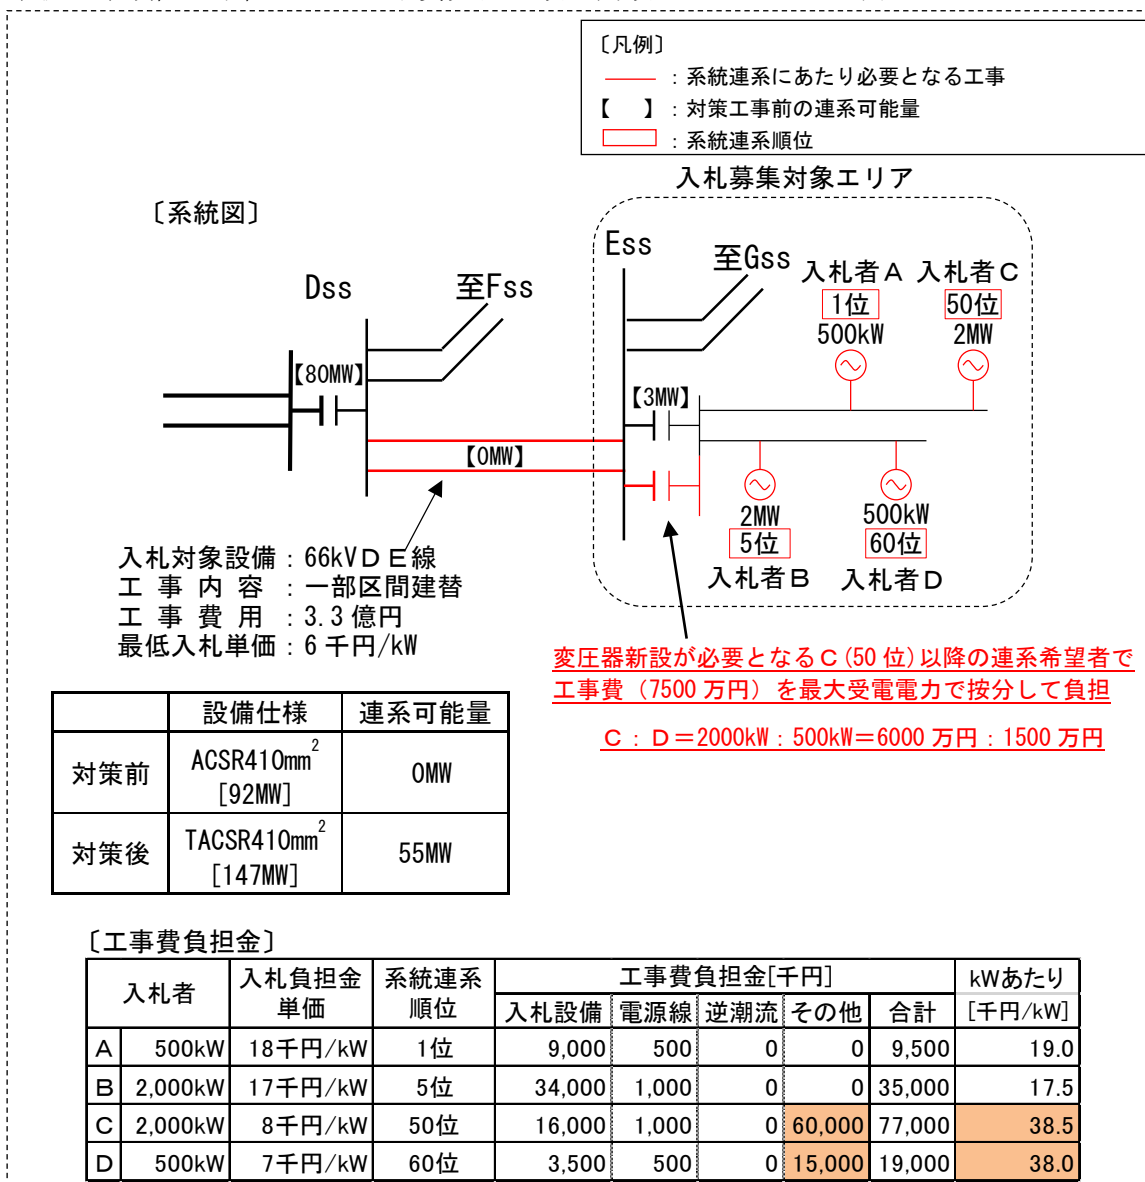 〔凡例〕
：系統連系にあたり必要となる工事
【　】：対策工事前の連系可能量
：系統連系順位
入札募集対象エリア
〔系統図〕
Dss
至Fss
Ess
至Gss
入札者A 入札者C
1位 50位
500kW 2MW
【80MW】
【3MW】
【0MW】
2MW 500kW
5位 60位
入札者B 入札者D
入札対象設備：66kVDE線
工事内容：一部区間建替
工事費用：3.3億円
最低入札単価：6千円/kW
変圧器新設が必要となるC(50位)以降の連系希望者で
工事費（7500万円）を最大受電電力で按分して負担
C：D＝2000kW：500kW＝6000万円：1500万円
設備仕様 連系可能量
対策前 ACSR410mm2 [92MW] 0MW
対策後 TACSR410mm2 [147MW] 55MW
〔工事費負担金〕
入札者 入札負担金単価 系統連系順位 工事費負担金[千円] kWあたり
入札設備 電源線 逆潮流 その他 合計 [千円/kW]
A 500kW 18千円/kW 1位 9,000 500 0 0 9,500 19.0
B 2,000kW 17千円/kW 5位 34,000 1,000 0 0 35,000 17.5
C 2,000kW 8千円/kW 50位 16,000 1,000 0 60,000 77,000 38.5
D 500kW 7千円/kW 60位 3,500 500 0 15,000 19,000 38.0